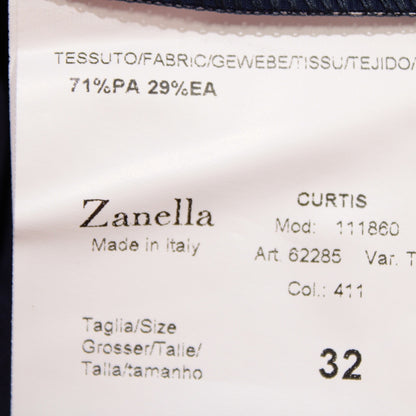 TESSUTO/FABRIC/GEWEBE/TISSU/TEJIDO/
71%PA 29%EA
Zanella
Made in Italy
CURTIS
Mod: 111860
Art. 62285 Var. T
Col.: 411
Taglia/Size
Grosser/Taile/
Talla/tamanho
32